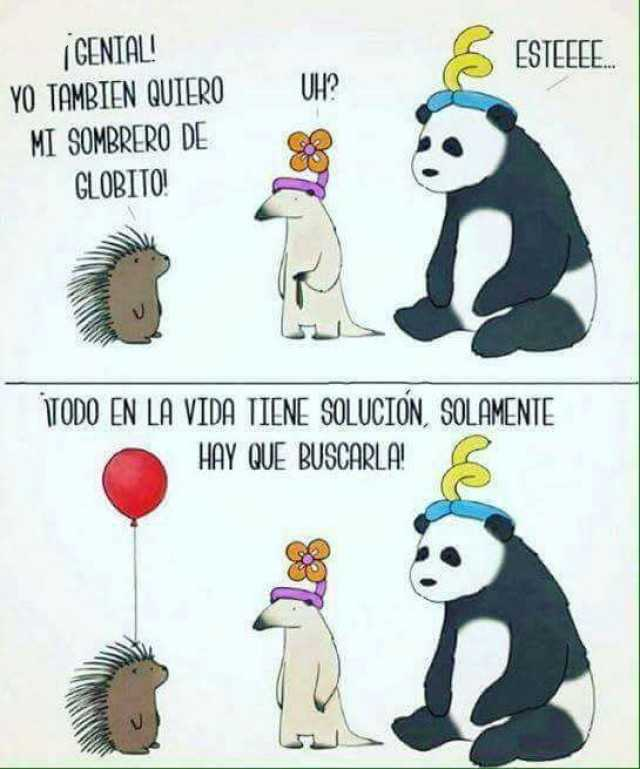 ¡GENIAL!
YO TAMBIEN QUIERO
MI SOMBRERO DE
GLOBITO!
UH?
ESTEEEE...
¡TODO EN LA VIDA TIENE SOLUCIÓN, SOLAMENTE
HAY QUE BUSCARLA!